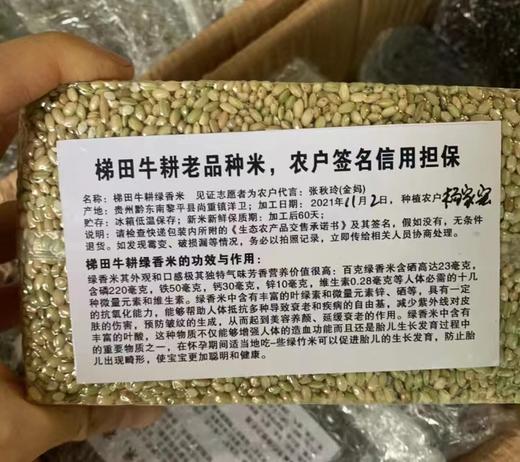 梯田牛耕老品种米，农户签名信用担保
名称：梯田牛耕绿香米 见证志愿者为农户代言：张秋玲(金妈)
产地：贵州黔东南黎平县尚重镇洋卫；加工日期：2021年11月2日，种植农户
贮存：冰箱低温保存；新米新鲜保质期：加工后60天；
服务：请检查快递包装内所附的《生态农产品交售承诺书》及其签名，假如没有，无条件
退货。如发现霉变、破损漏等情况，务必以拍照记录，立即传给相关人员协商处理。
梯田牛耕绿香米的功效与作用：
绿香米其外观和口感极其独特气味芳香营养价值很高：百克绿香米含硒高达23毫克，
含磷220毫克，铁50毫克，钙30毫克，锌10毫克，维生素0.28毫克等人体必需的十几
种微量元素和维生素。绿香米中含有丰富的叶绿素和微量元素锌、硒等，具有一定
的抗氧化能力，能够帮助人体抵抗多种导致衰老和疾病的自由基，减少紫外线对皮
肤的伤害，预防皱纹的生成，从而起到美容养颜、延缓衰老的作用。绿香米中含有
丰富的叶酸，这种物质不仅能够增强人体的造血功能而且还是胎儿生长发育过程中
的重要物质之一，在怀孕期间适当地吃一些绿竹米可以促进胎儿的生长发育，防止胎
儿出现畸形，使宝宝更加聪明和健康。